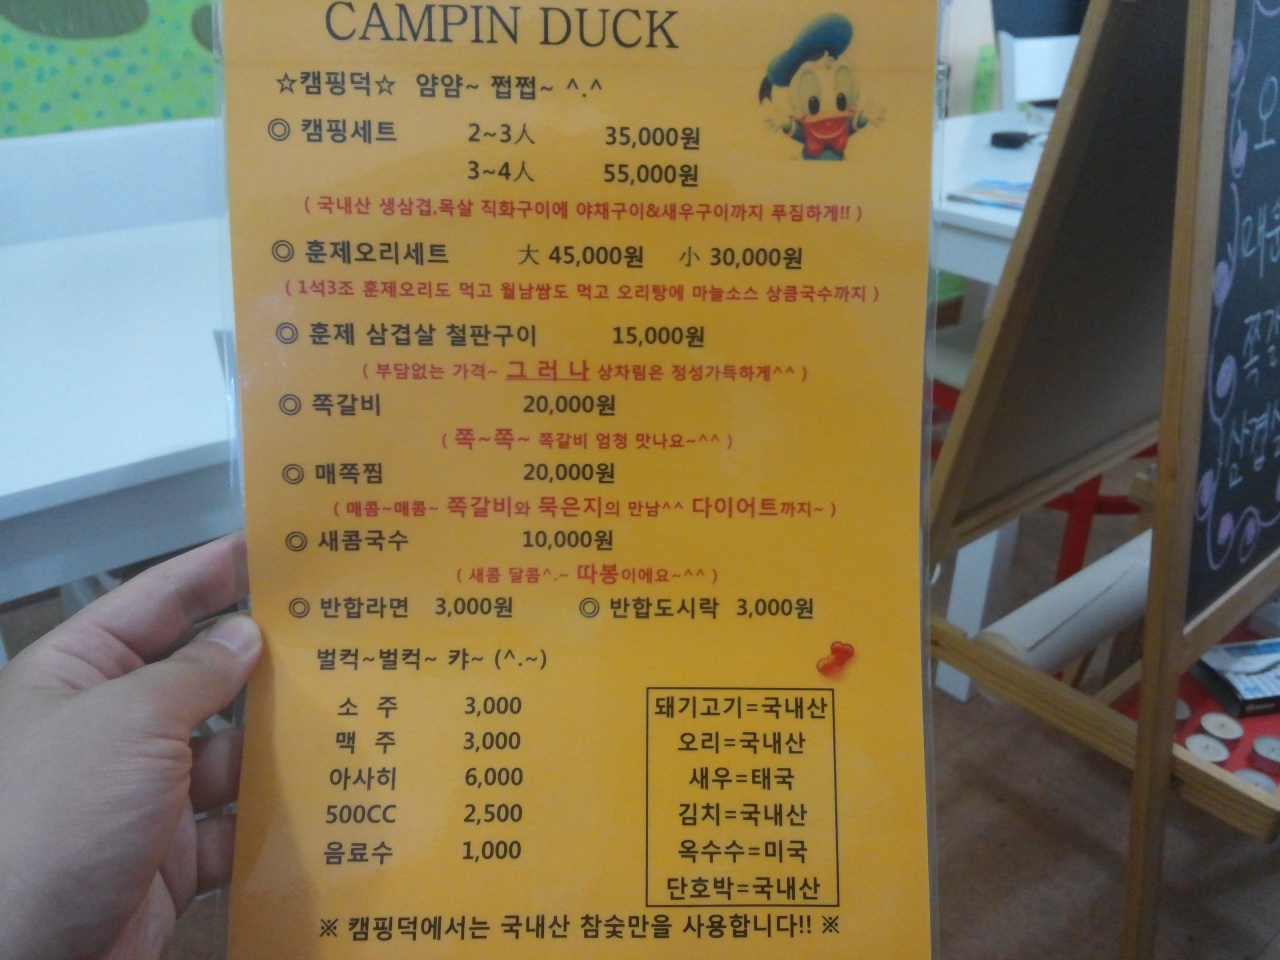 CAMPIN DUCK
☆캠핑덕☆ 얌얌~ 쩝쩝~ ^.^
◎ 캠핑세트 2~3人 35,000원
3~4人 55,000원
( 국내산 생삼겹,목살 직화구이에 야채구이&새우구이까지 푸짐하게!! )
◎ 훈제오리세트 大 45,000원 小 30,000원
( 1석3조 훈제오리도 먹고 월남쌈도 먹고 오리탕에 마늘소스 상콤국수까지 )
◎ 훈제 삼겹살 철판구이 15,000원
( 부담없는 가격~ 그 러 나 상차림은 정성가득하게^^ )
◎ 쪽갈비 20,000원
( 쪽~쪽~ 쪽갈비 엄청 맛나요~^^ )
◎ 매쪽찜 20,000원
( 매콤~매콤~ 쪽갈비와 묵은지의 만남^^ 다이어트까지~ )
◎ 새콤국수 10,000원
( 새콤 달콤^.~ 따봉이에요~^^ )
◎ 반합라면 3,000원 ◎ 반합도시락 3,000원
벌컥~벌컥~ 캬~ (^.~)
소 주 3,000
맥 주 3,000
아사히 6,000
500CC 2,500
음료수 1,000
돼기고기=국내산
오리=국내산
새우=태국
김치=국내산
옥수수=미국
단호박=국내산
※ 캠핑덕에서는 국내산 참숯만을 사용합니다!! ※
오
쪽갈
삼겹살